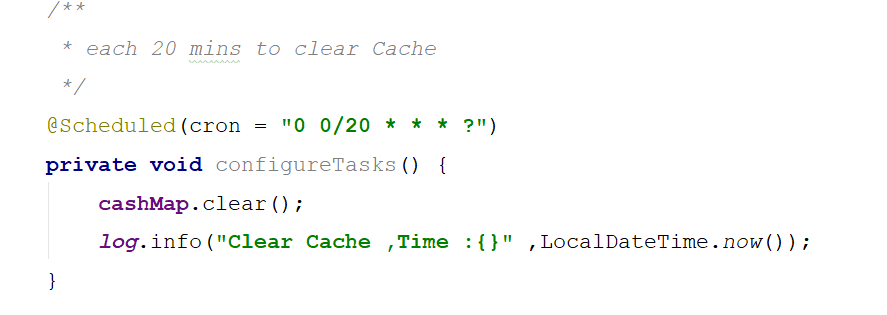 /**
 * each 20 mins to clear Cache
 */
@Scheduled(cron = "0 0/20 * * * ?")
private void configureTasks() {
    cashMap.clear();
    log.info("Clear Cache ,Time :{}" ,LocalDateTime.now());
}